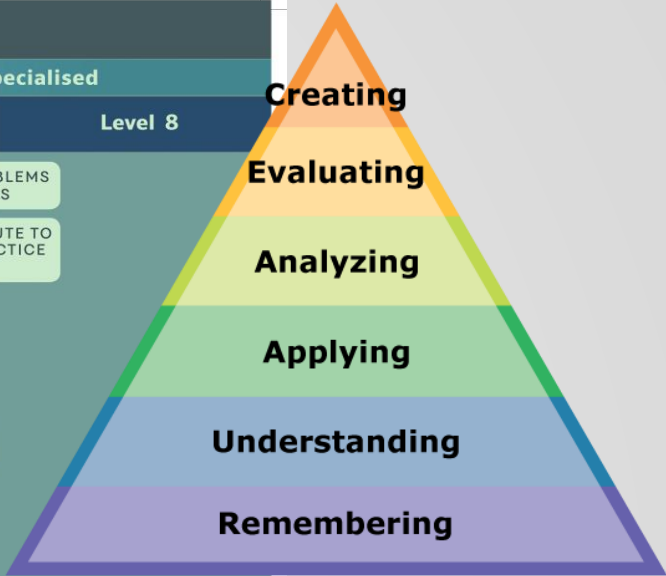 ecialised
Level 8
BLEMS
S
UTE TO
CTICE
Creating
Evaluating
Analyzing
Applying
Understanding
Remembering